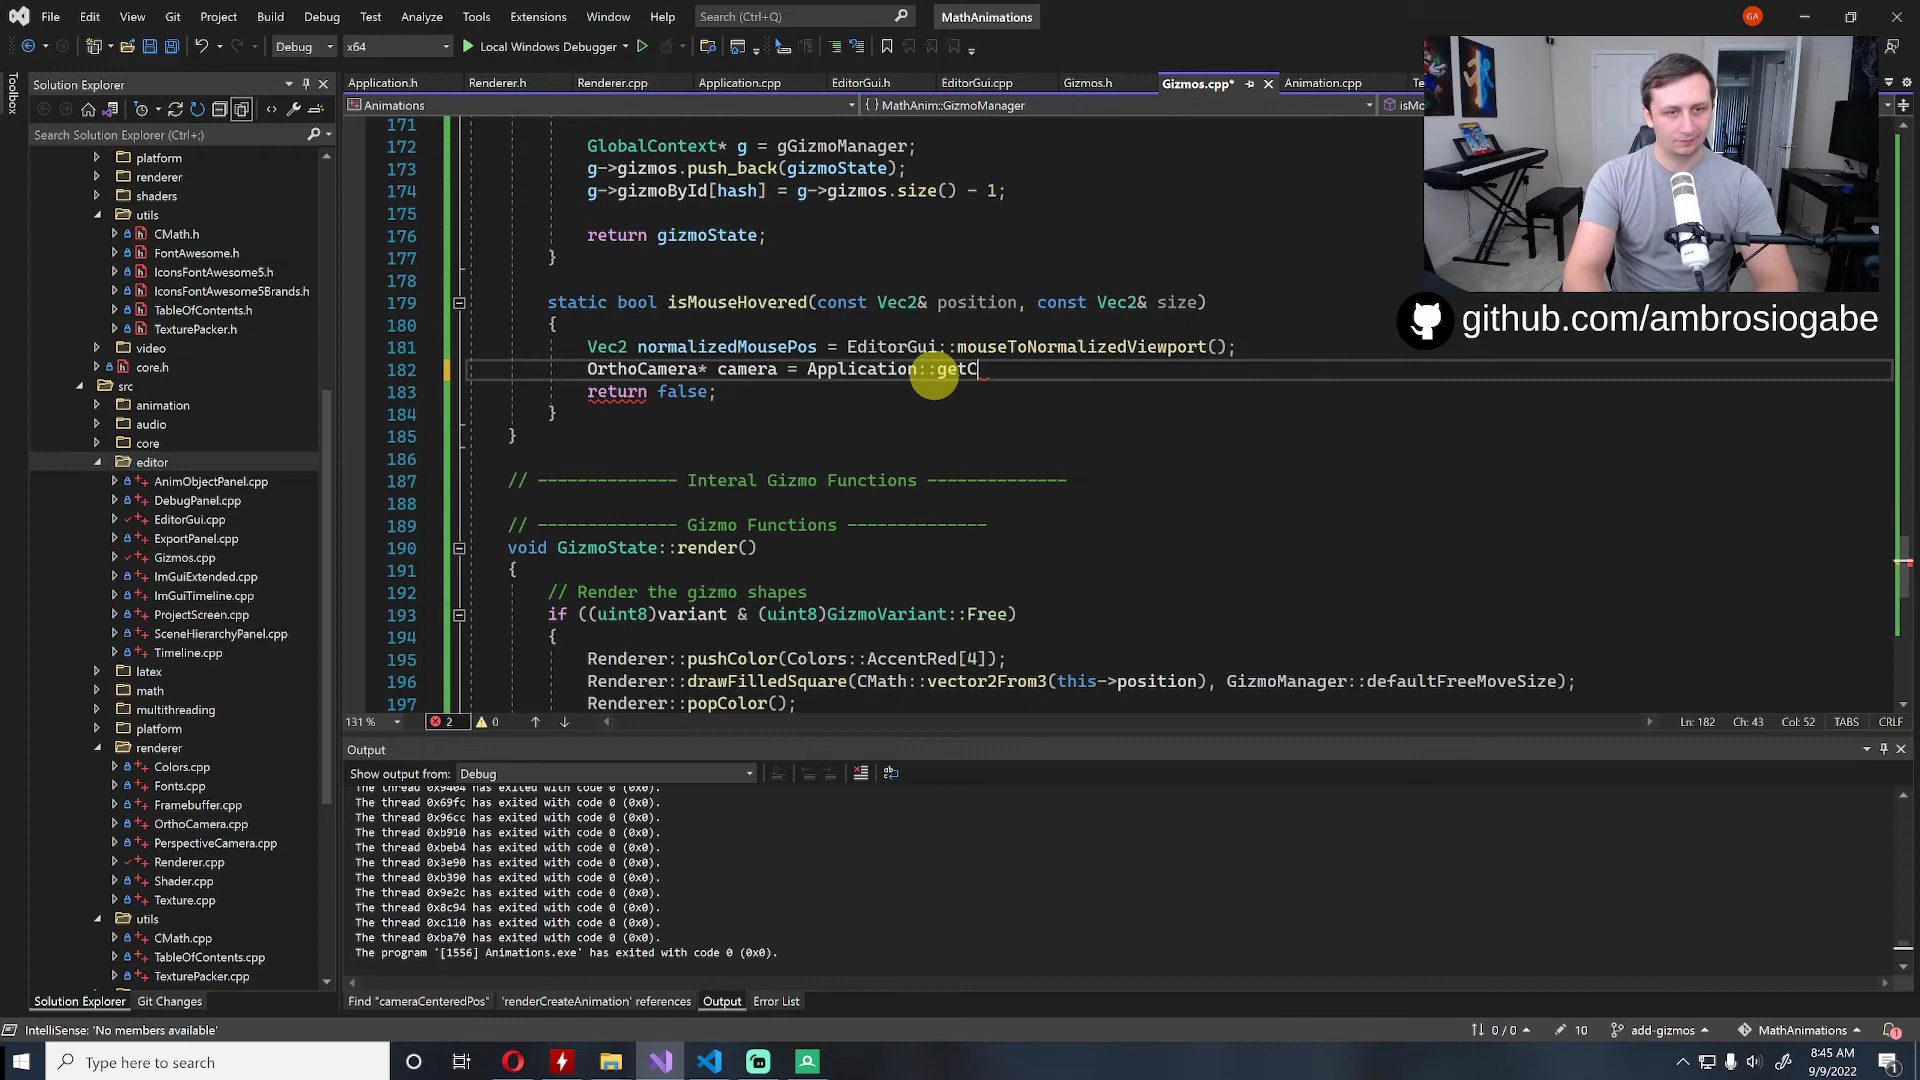 File Edit View Git Project Build Debug Test Analyze Tools Extensions Window Help Search (Ctrl+Q) MathAnimations GA
Debug x64 Local Windows Debugger
Toolbox
Solution Explorer
Search Solution Explorer (Ctrl+;)
platform
renderer
shaders
utils
CMath.h
FontAwesome.h
IconsFontAwesome5.h
IconsFontAwesome5Brands.h
TableOfContents.h
TexturePacker.h
video
core.h
src
animation
audio
core
editor
AnimObjectPanel.cpp
DebugPanel.cpp
EditorGui.cpp
ExportPanel.cpp
Gizmos.cpp
ImGuiExtended.cpp
ImGuiTimeline.cpp
ProjectScreen.cpp
SceneHierarchyPanel.cpp
Timeline.cpp
latex
math
multithreading
platform
renderer
Colors.cpp
Fonts.cpp
Framebuffer.cpp
OrthoCamera.cpp
PerspectiveCamera.cpp
Renderer.cpp
Shader.cpp
Texture.cpp
utils
CMath.cpp
TableOfContents.cpp
TexturePacker.cpp
Solution Explorer Git Changes
Application.h Renderer.h Renderer.cpp Application.cpp EditorGui.h EditorGui.cpp Gizmos.h Gizmos.cpp* Animation.cpp Te
Animations { } MathAnim::GizmoManager isMo
171
172 GlobalContext* g = gGizmoManager;
173 g->gizmos.push_back(gizmoState);
174 g->gizmoById[hash] = g->gizmos.size() - 1;
175
176 return gizmoState;
177 }
178
179 static bool isMouseHovered(const Vec2& position, const Vec2& size)
180 {
181 Vec2 normalizedMousePos = EditorGui::mouseToNormalizedViewport();
182 OrthoCamera* camera = Application::getC
183 return false;
184 }
185 }
186
187 // -------------- Interal Gizmo Functions --------------
188
189 // -------------- Gizmo Functions --------------
190 void GizmoState::render()
191 {
192 // Render the gizmo shapes
193 if ((uint8)variant & (uint8)GizmoVariant::Free)
194 {
195 Renderer::pushColor(Colors::AccentRed[4]);
196 Renderer::drawFilledSquare(CMath::vector2From3(this->position), GizmoManager::defaultFreeMoveSize);
197 Renderer::popColor();
github.com/ambrosiogabe
131 % 2 0 Ln: 182 Ch: 43 Col: 52 TABS CRLF
Output
Show output from: Debug
The thread 0x9404 has exited with code 0 (0x0).
The thread 0x69fc has exited with code 0 (0x0).
The thread 0x96cc has exited with code 0 (0x0).
The thread 0xb910 has exited with code 0 (0x0).
The thread 0xbeb4 has exited with code 0 (0x0).
The thread 0x3e90 has exited with code 0 (0x0).
The thread 0xb390 has exited with code 0 (0x0).
The thread 0x9e2c has exited with code 0 (0x0).
The thread 0x8c94 has exited with code 0 (0x0).
The thread 0xc110 has exited with code 0 (0x0).
The thread 0xba70 has exited with code 0 (0x0).
The program '[1556] Animations.exe' has exited with code 0 (0x0).
Find "cameraCenteredPos" 'renderCreateAnimation' references Output Error List
IntelliSense: 'No members available' 0 / 0 10 add-gizmos MathAnimations 1
Type here to search 8:45 AM
9/9/2022 1